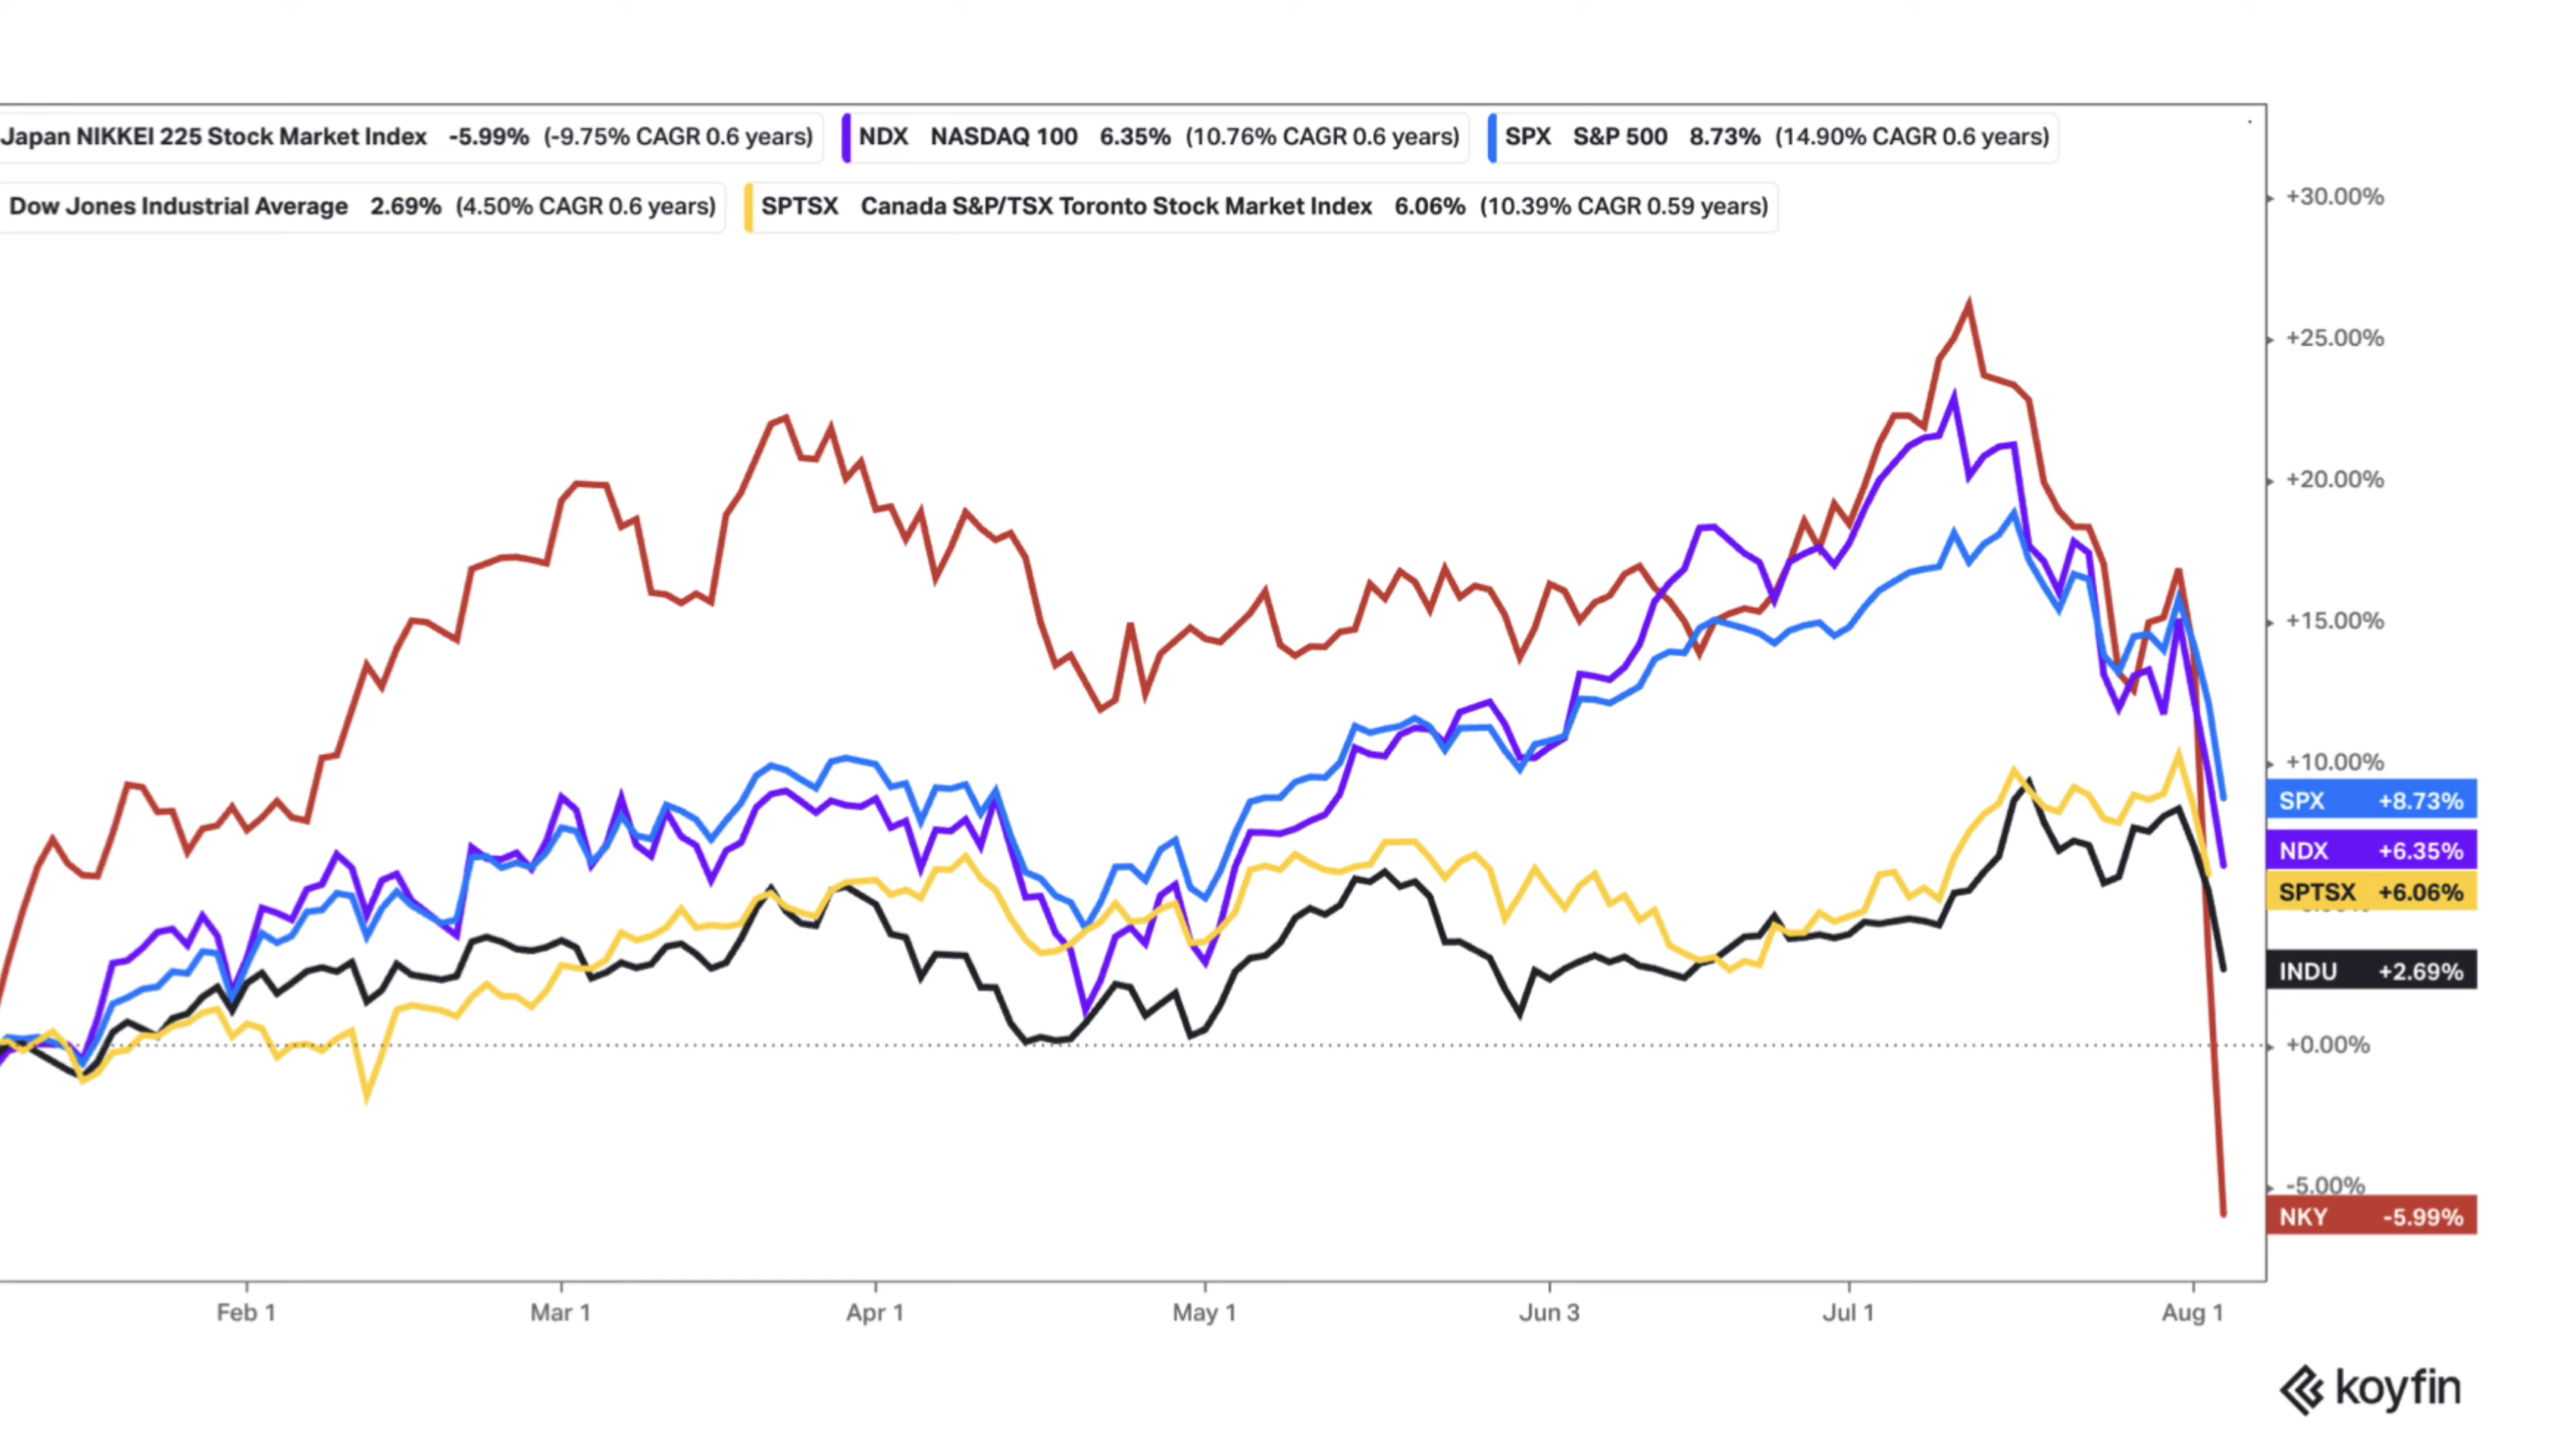 Japan NIKKEI 225 Stock Market Index -5.99% (-9.75% CAGR 0.6 years) NDX NASDAQ 100 6.35% (10.76% CAGR 0.6 years) SPX S&P 500 8.73% (14.90% CAGR 0.6 years)
Dow Jones Industrial Average 2.69% (4.50% CAGR 0.6 years) SPTSX Canada S&P/TSX Toronto Stock Market Index 6.06% (10.39% CAGR 0.59 years)
+30.00%
+25.00%
+20.00%
+15.00%
+10.00%
SPX +8.73%
NDX +6.35%
SPTSX +6.06%
INDU +2.69%
+0.00%
-5.00%
NKY -5.99%
Feb 1 Mar 1 Apr 1 May 1 Jun 3 Jul 1 Aug 1
koyfin